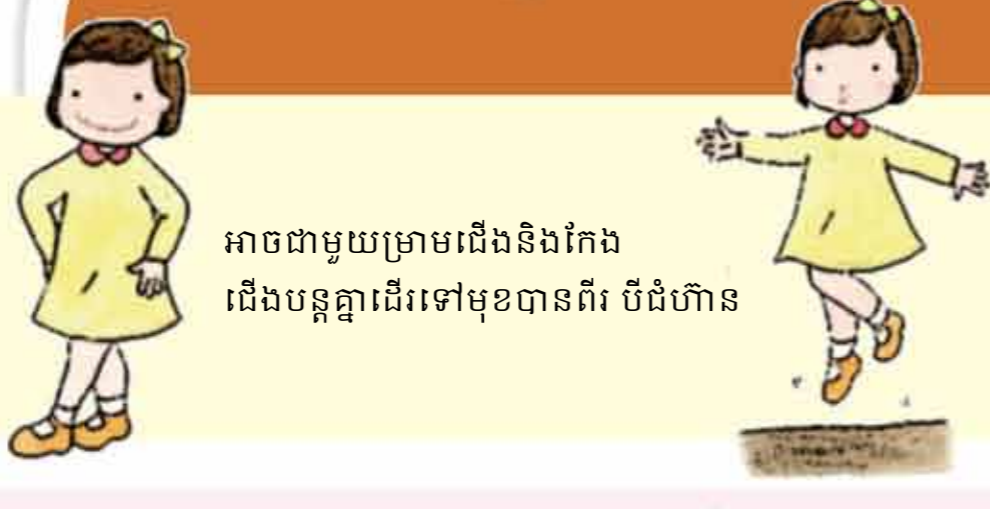 អាចជាមួយម្រាមជើងនិងកែង
ជើងបន្តគ្នាដើរទៅមុខបានពីរ បីជំហ៊ាន